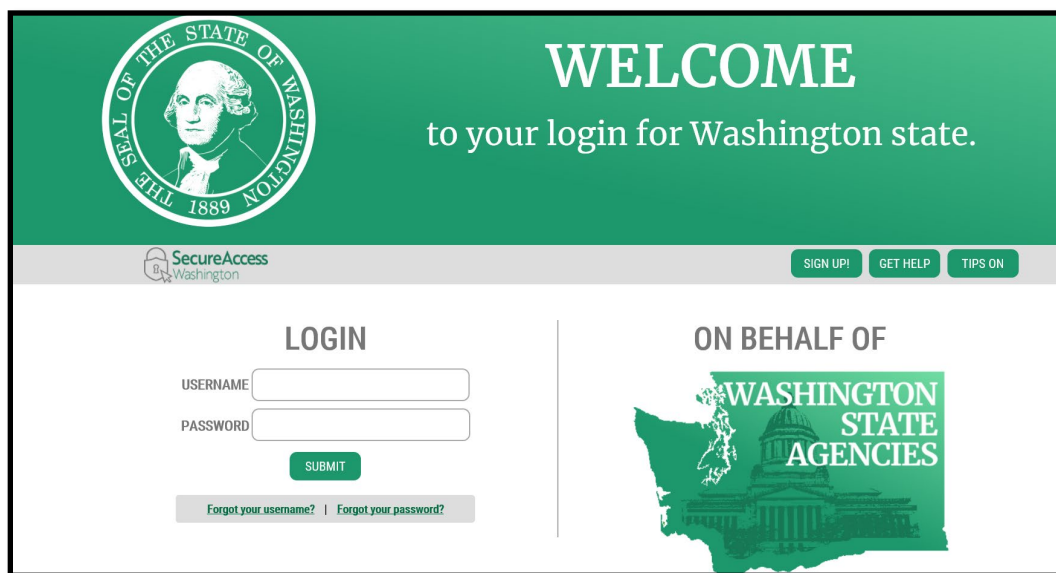 THE SEAL OF THE STATE OF WASHINGTON
1889
WELCOME
to your login for Washington state.
SecureAccess
Washington
SIGN UP!
GET HELP
TIPS ON
LOGIN
USERNAME
PASSWORD
SUBMIT
Forgot your username? | Forgot your password?
ON BEHALF OF
WASHINGTON
STATE
AGENCIES